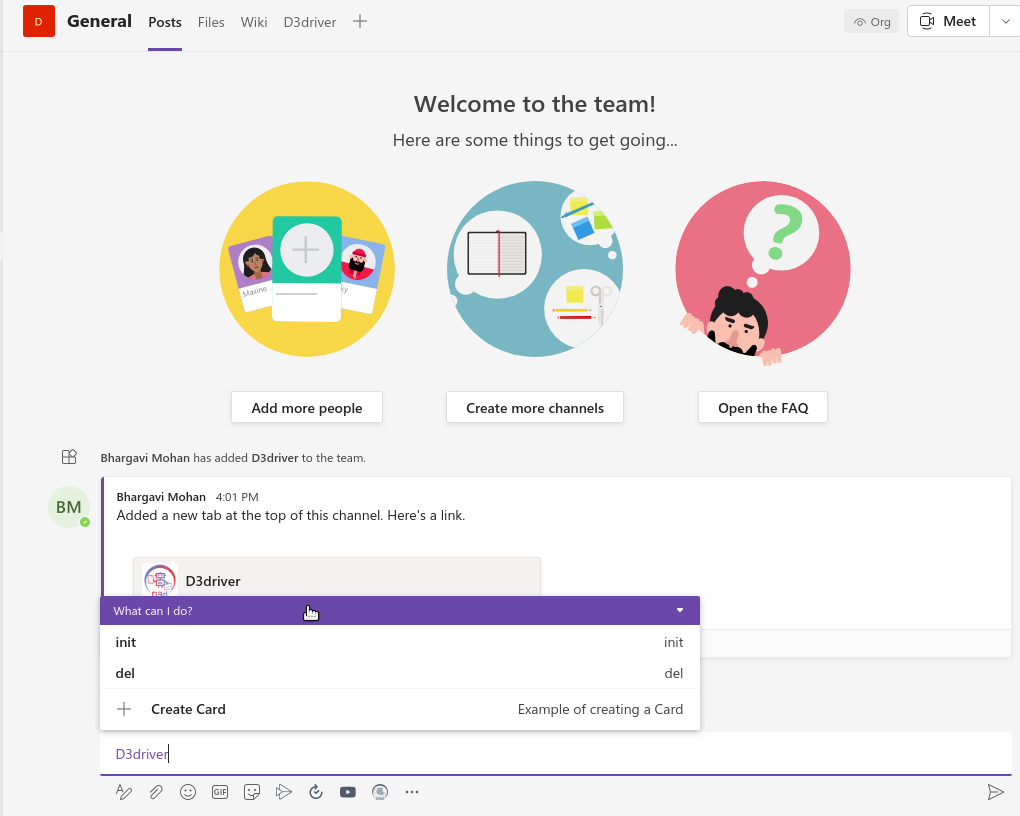 D General Posts Files Wiki D3driver Org Meet
Welcome to the team!
Here are some things to get going...
Maxine
Add more people Create more channels Open the FAQ
Bhargavi Mohan has added D3driver to the team.
BM Bhargavi Mohan 4:01 PM
Added a new tab at the top of this channel. Here's a link.
D3driver
What can I do?
init init
del del
Create Card Example of creating a Card
D3driver
GIF